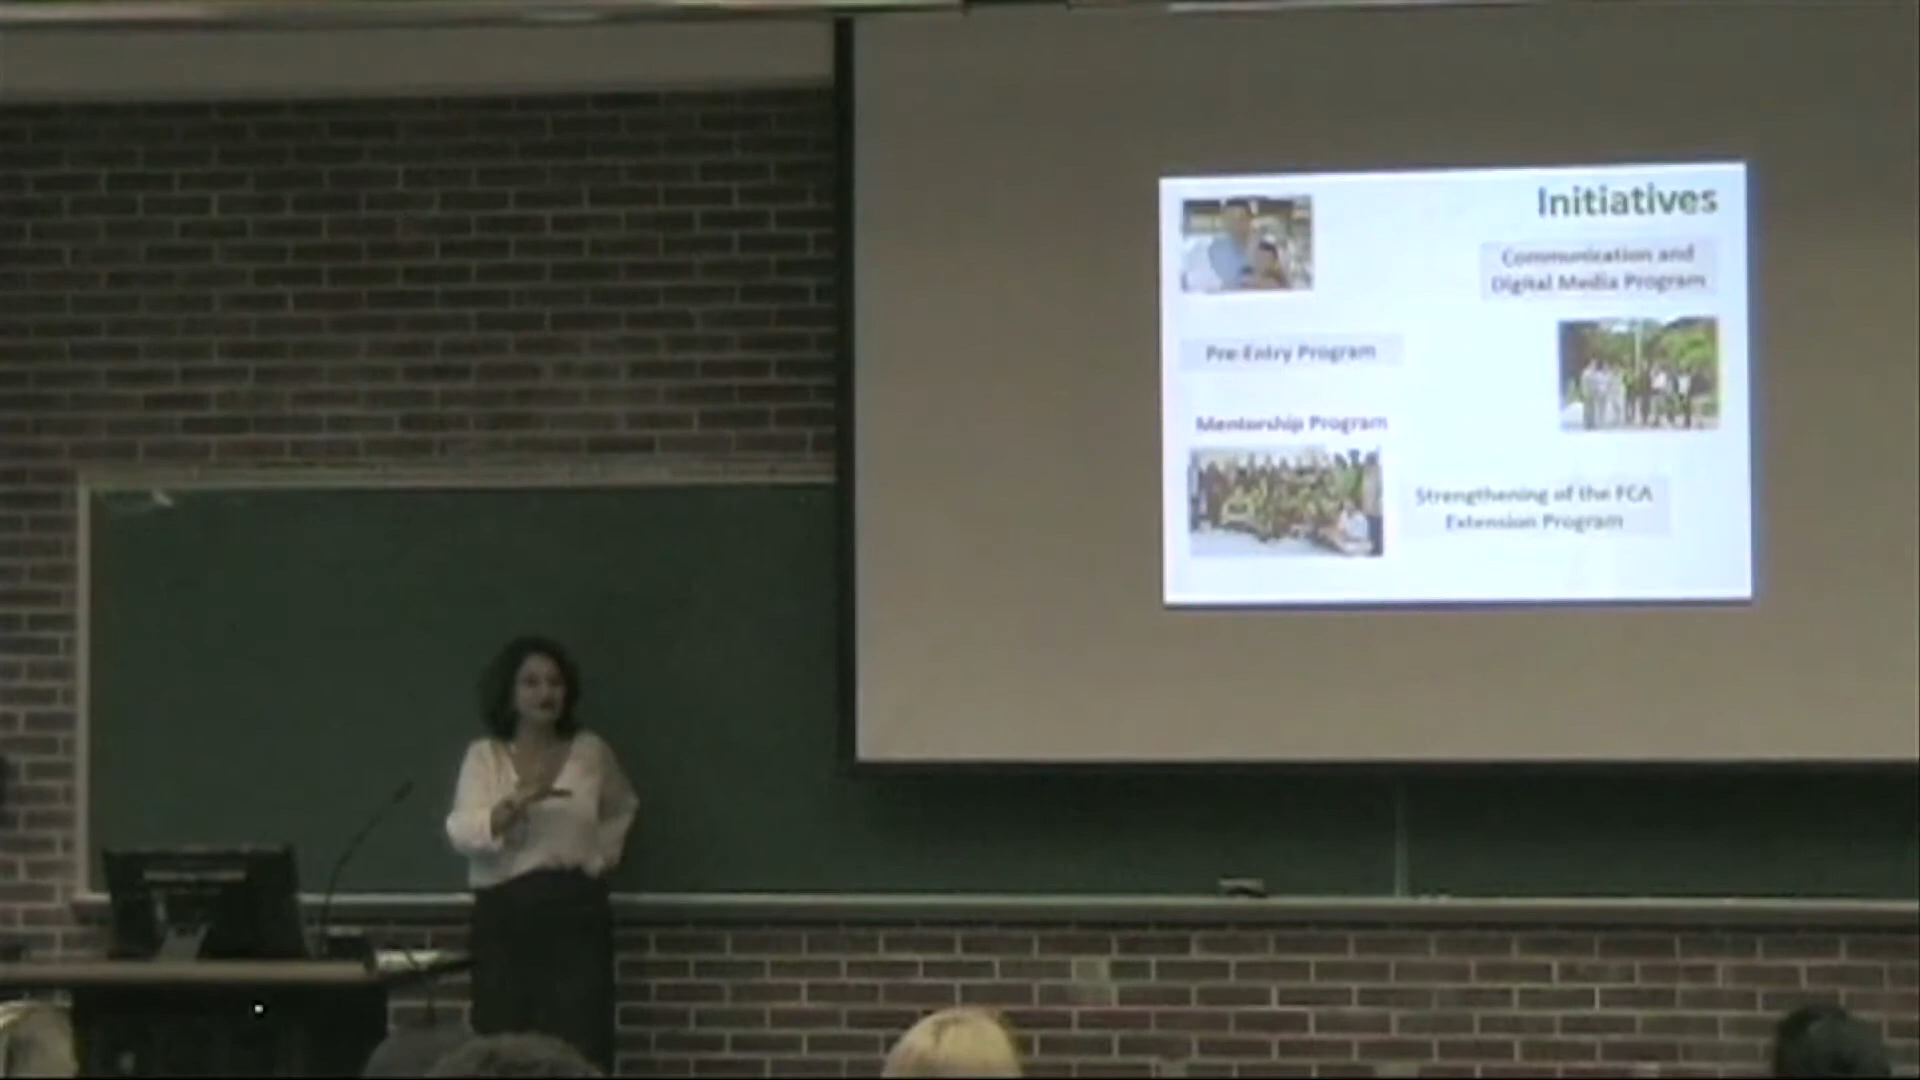 Initiatives
Communication and
Digital Media Program
Pre-Entry Program
Mentorship Program
Strengthening of the FCA
Extension Program